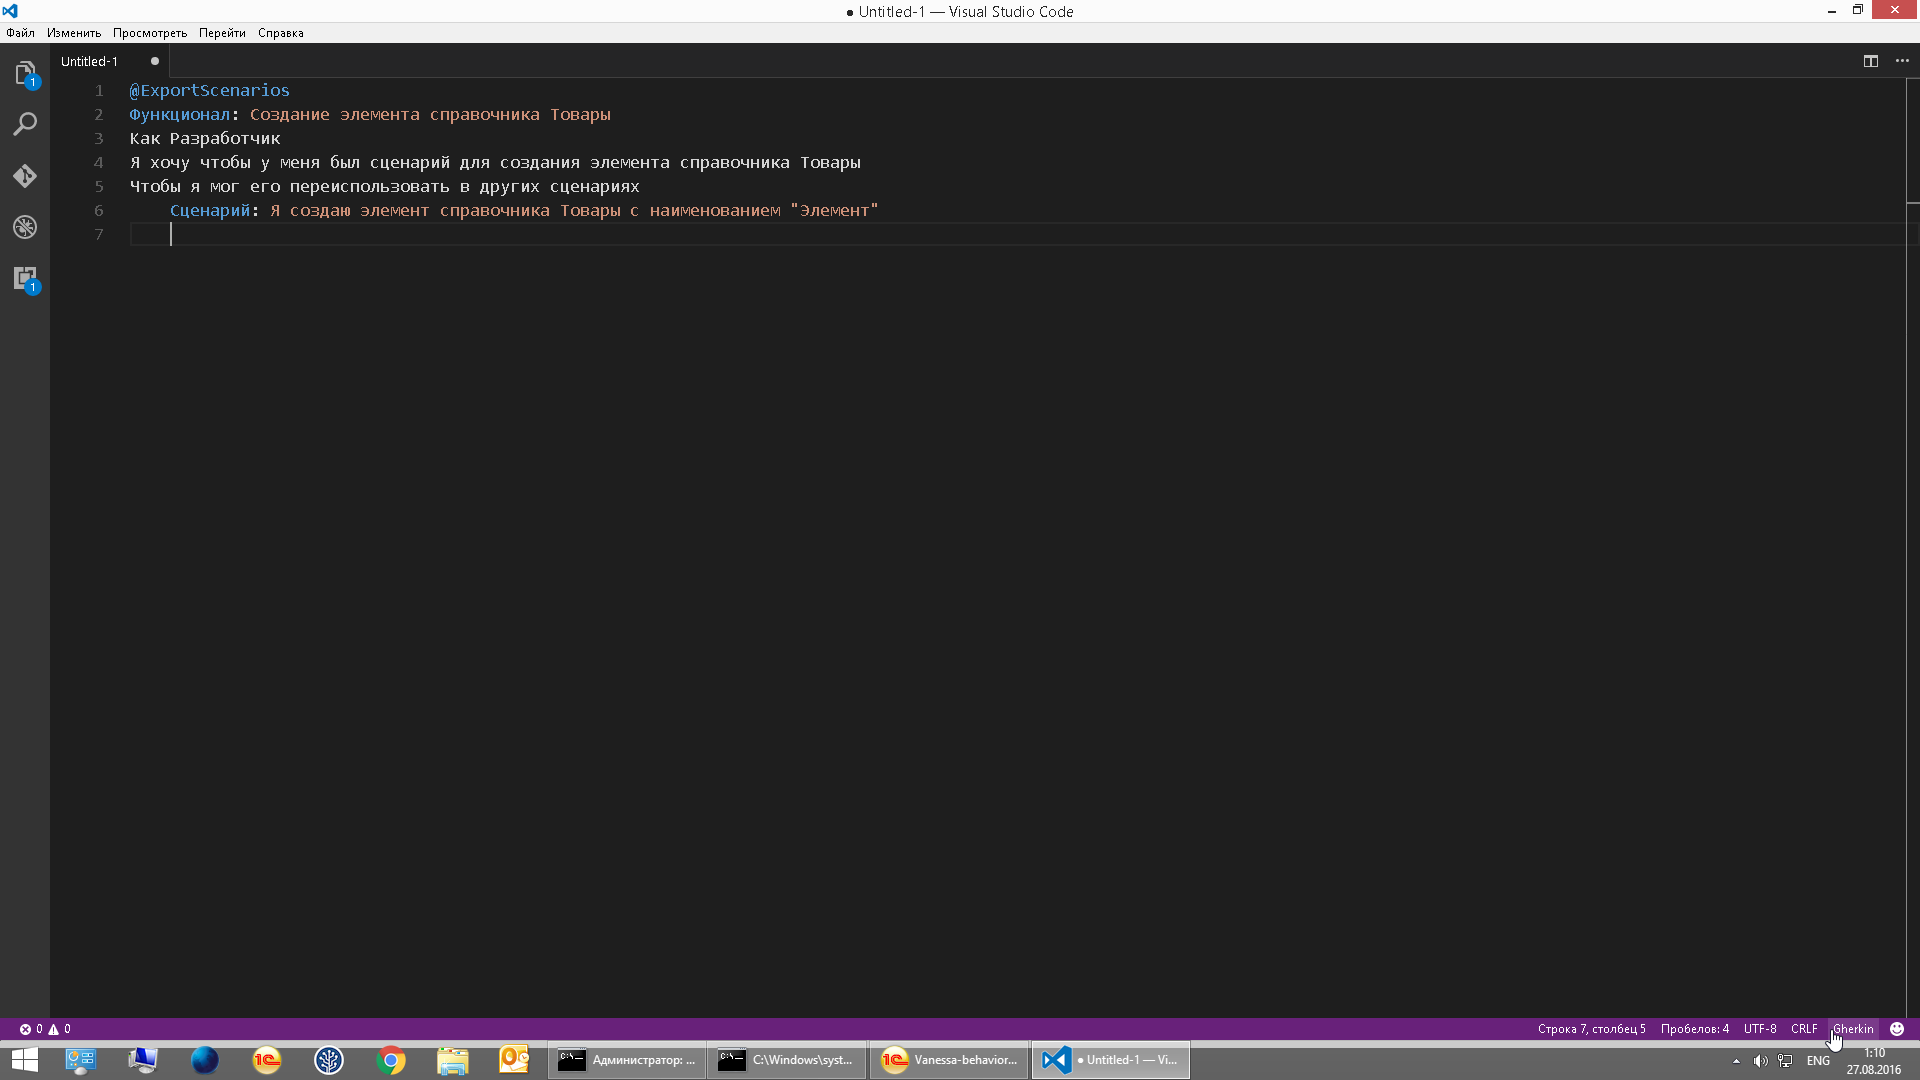 ● Untitled-1 — Visual Studio Code
Файл Изменить Просмотреть Перейти Справка
Untitled-1
1 @ExportScenarios
2 Функционал: Создание элемента справочника Товары
3 Как Разработчик
4 Я хочу чтобы у меня был сценарий для создания элемента справочника Товары
5 Чтобы я мог его переиспользовать в других сценариях
6 Сценарий: Я создаю элемент справочника Товары с наименованием "Элемент"
7
1
1
0 0
Строка 7, столбец 5 Пробелов: 4 UTF-8 CRLF Gherkin
Администратор: ... C:\Windows\syst... Vanessa-behavior... ● Untitled-1 — Vi...
ENG
1:10
27.08.2016